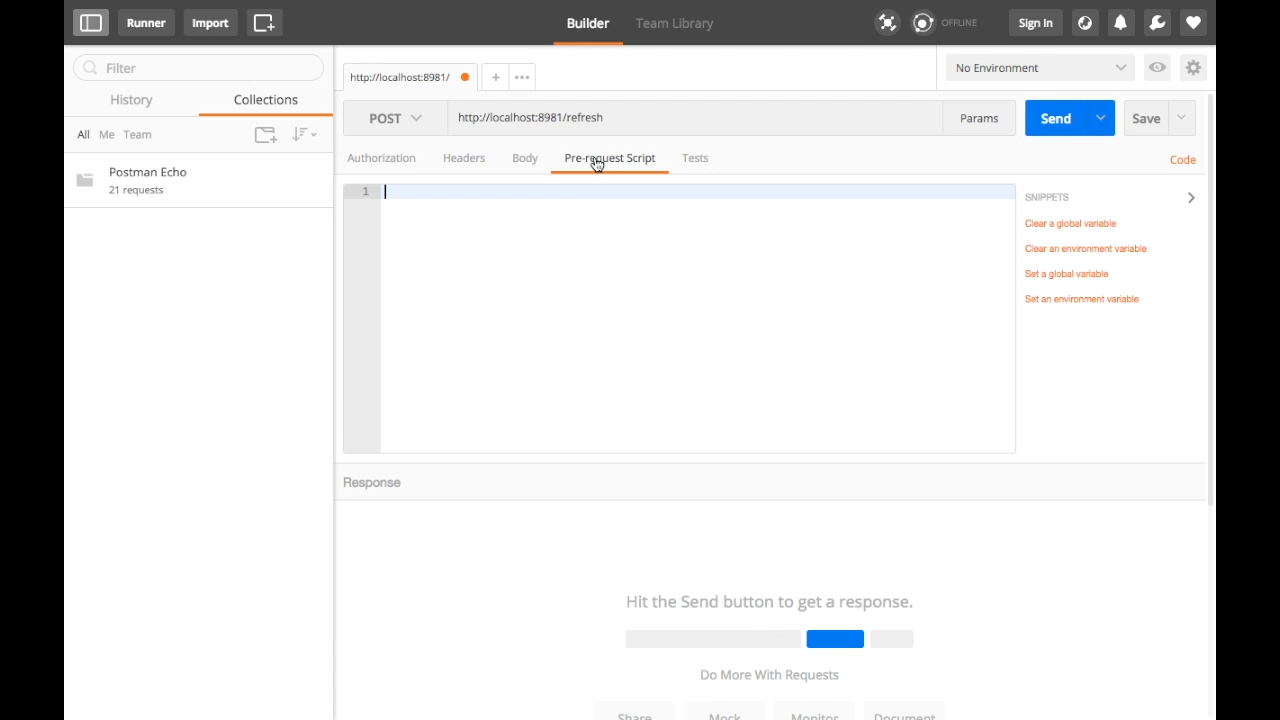 Runner
Import
Builder
Team Library
OFFLINE
Sign In
Filter
History
Collections
All Me Team
Postman Echo
21 requests
http://localhost:8981/
No Environment
POST
http://localhost:8981/refresh
Params
Send
Save
Authorization
Headers
Body
Pre-request Script
Tests
Code
1
SNIPPETS
Clear a global variable
Clear an environment variable
Set a global variable
Set an environment variable
Response
Hit the Send button to get a response.
Do More With Requests
Share
Mock
Monitor
Document